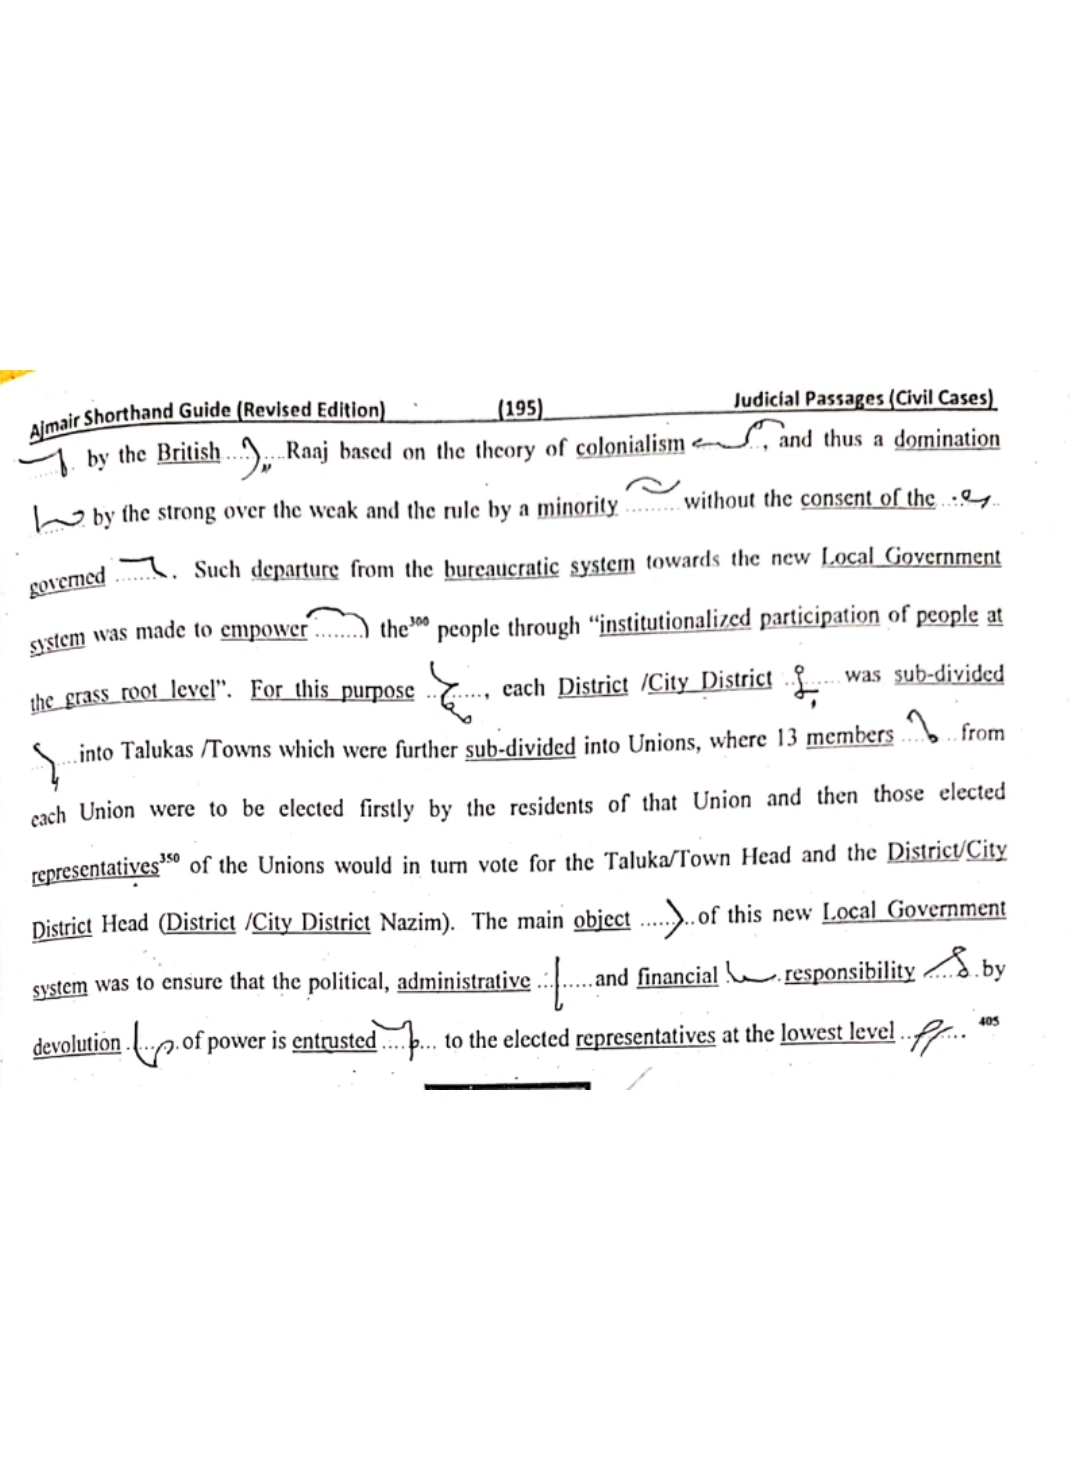 Ajmair Shorthand Guide (Revised Edition) (195) Judicial Passages (Civil Cases)
by the British ........ Raaj based on the theory of colonialism , and thus a domination
by the strong over the weak and the rule by a minority ........ without the consent of the ...
governed ........ Such departure from the bureaucratic system towards the new Local Government
system was made to empower ........ the³⁰⁰ people through “institutionalized participation of people at
the grass root level”. For this purpose ........, each District /City District ........ was sub-divided
.... into Talukas /Towns which were further sub-divided into Unions, where 13 members ........ from
each Union were to be elected firstly by the residents of that Union and then those elected
representatives³⁵⁰ of the Unions would in turn vote for the Taluka/Town Head and the District/City
District Head (District /City District Nazim). The main object ........ of this new Local Government
system was to ensure that the political, administrative ........ and financial ... responsibility ..... by
devolution ..... of power is entrusted ........ to the elected representatives at the lowest level ........ 405